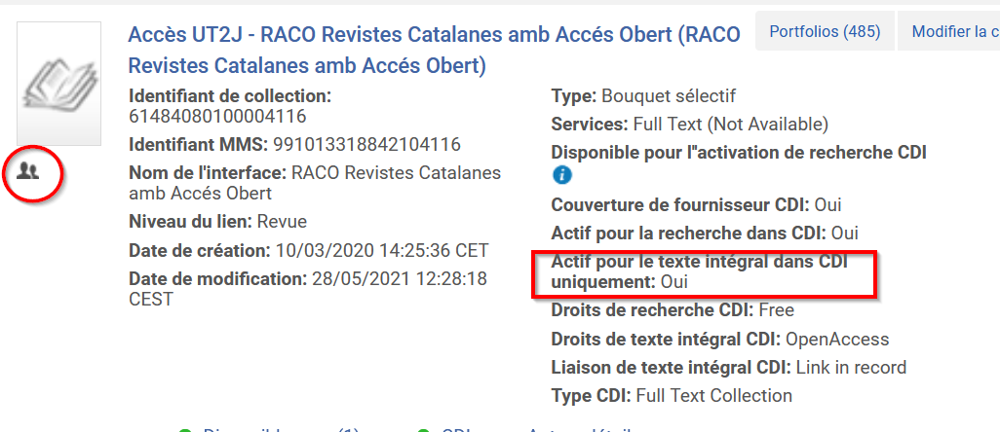 Accès UT2J - RACO Revistes Catalanes amb Accés Obert (RACO
Revistes Catalanes amb Accés Obert)
Portfolios (485)
Modifier la c
Identifiant de collection:
61484080100004116
Identifiant MMS: 991013318842104116
Nom de l'interface: RACO Revistes Catalanes
amb Accés Obert
Niveau du lien: Revue
Date de création: 10/03/2020 14:25:36 CET
Date de modification: 28/05/2021 12:28:18
CEST
Type: Bouquet sélectif
Services: Full Text (Not Available)
Disponible pour l''activation de recherche CDI
i
Couverture de fournisseur CDI: Oui
Actif pour la recherche dans CDI: Oui
Actif pour le texte intégral dans CDI
uniquement: Oui
Droits de recherche CDI: Free
Droits de texte intégral CDI: OpenAccess
Liaison de texte intégral CDI: Link in record
Type CDI: Full Text Collection